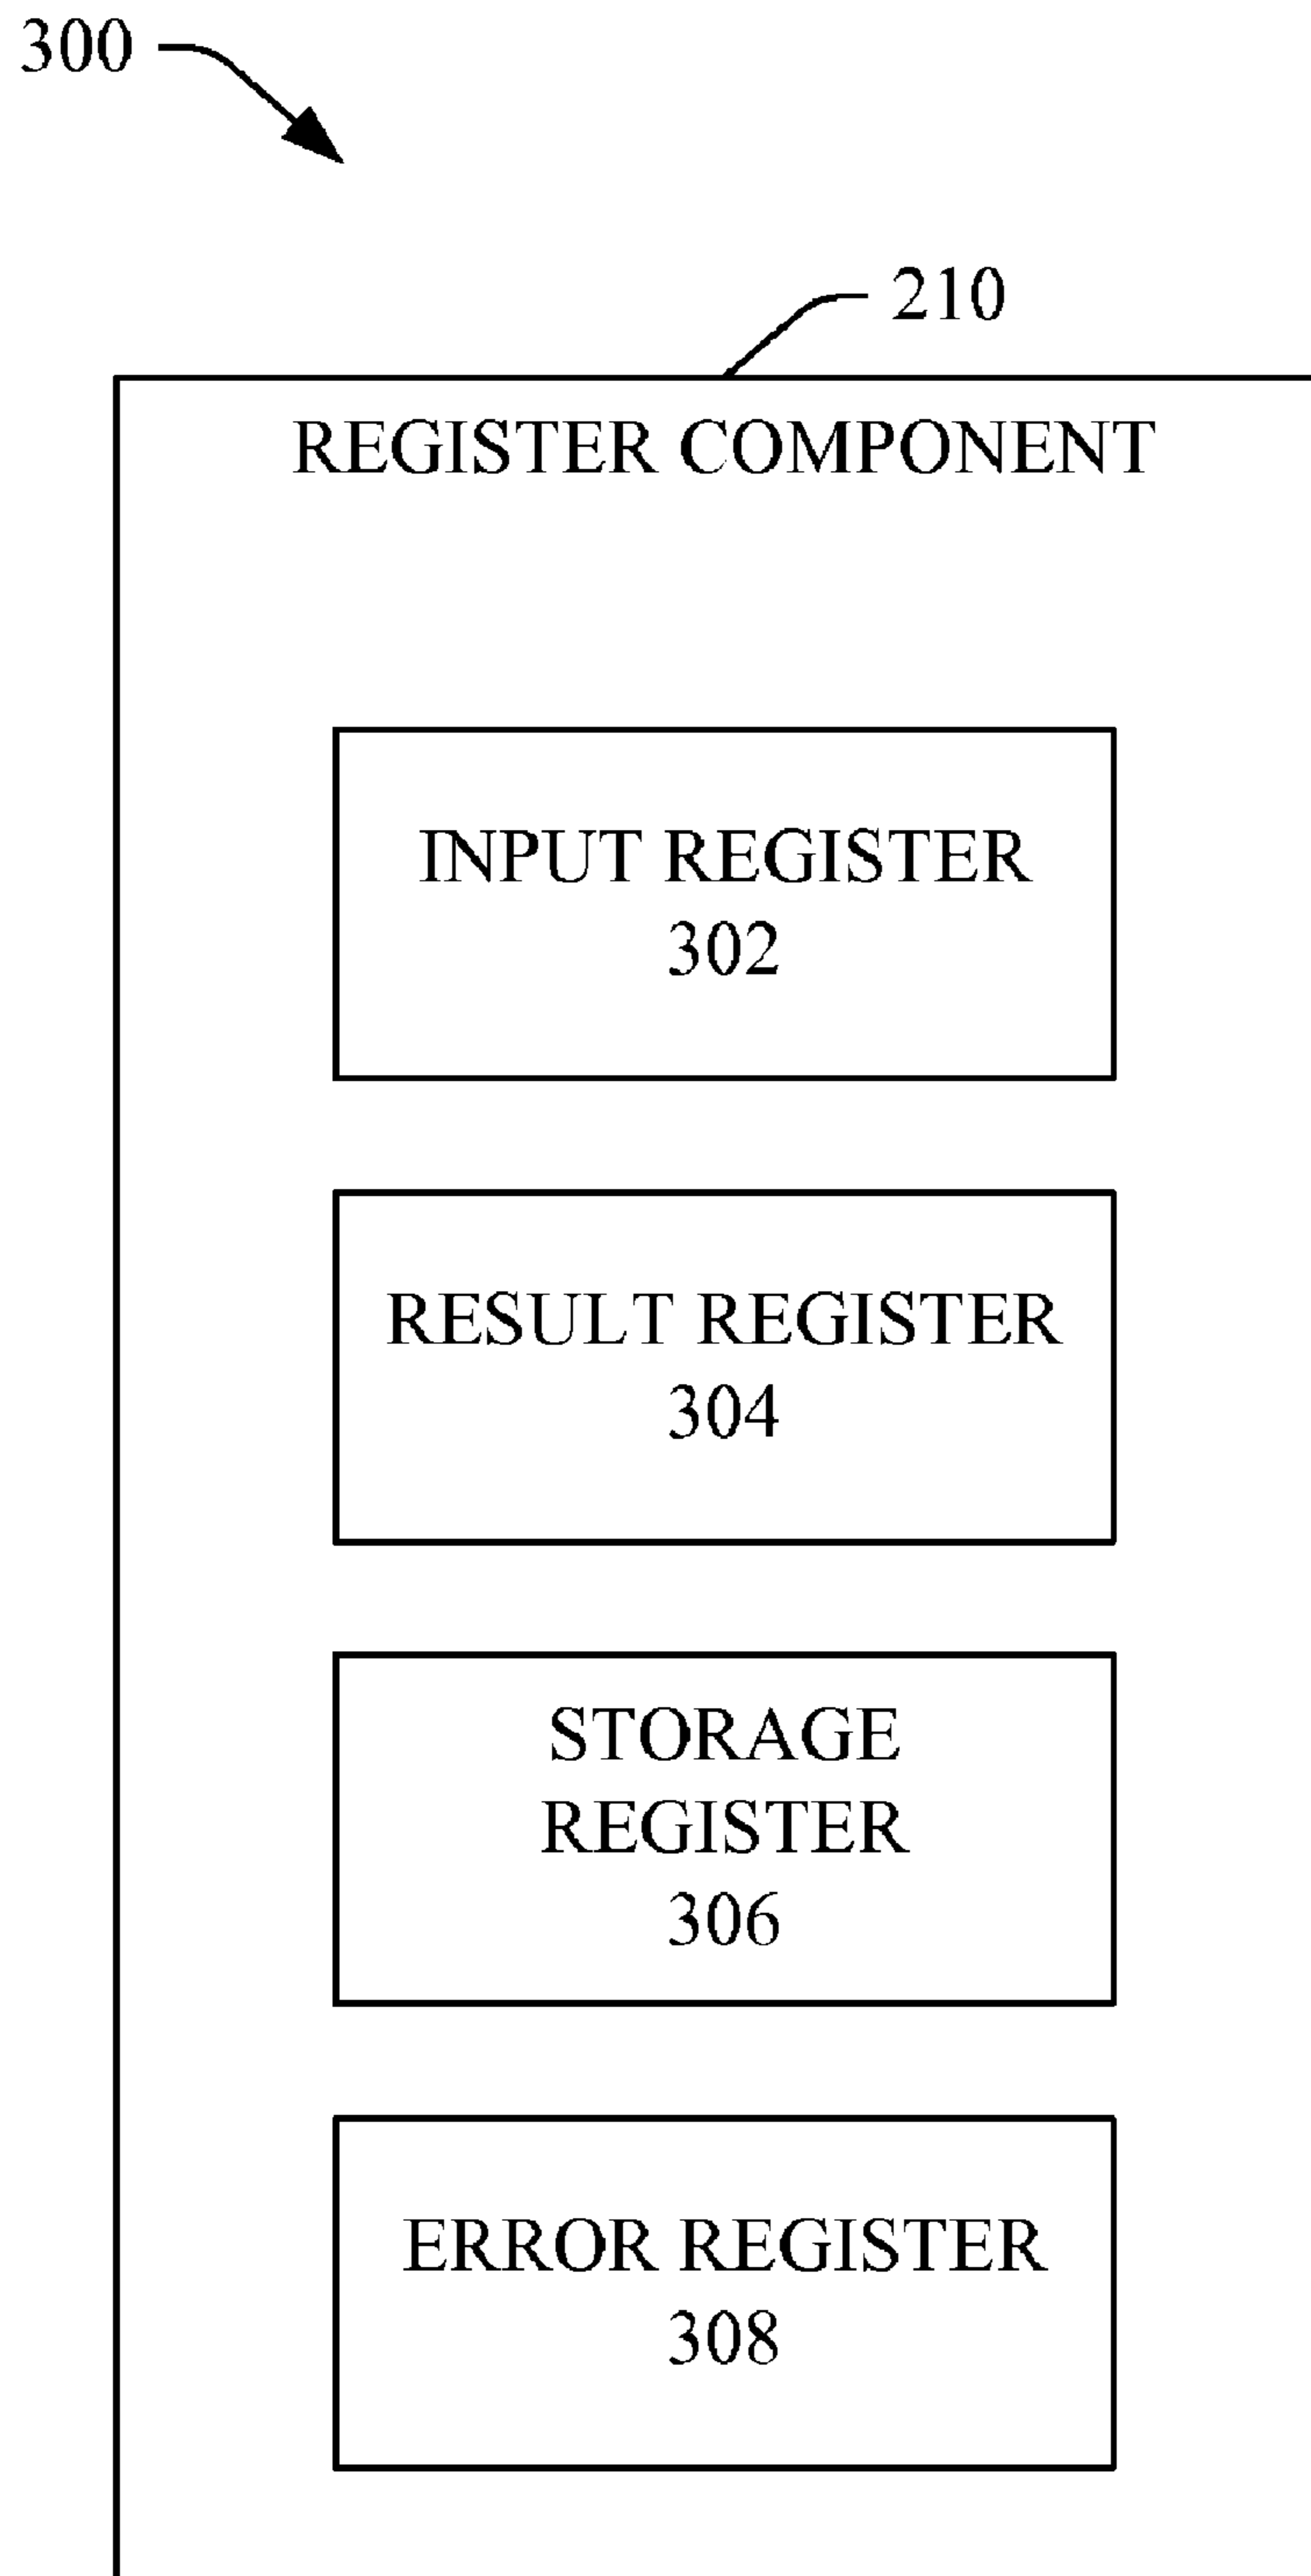 300
210
REGISTER COMPONENT
INPUT REGISTER
302
RESULT REGISTER
304
STORAGE
REGISTER
306
ERROR REGISTER
308